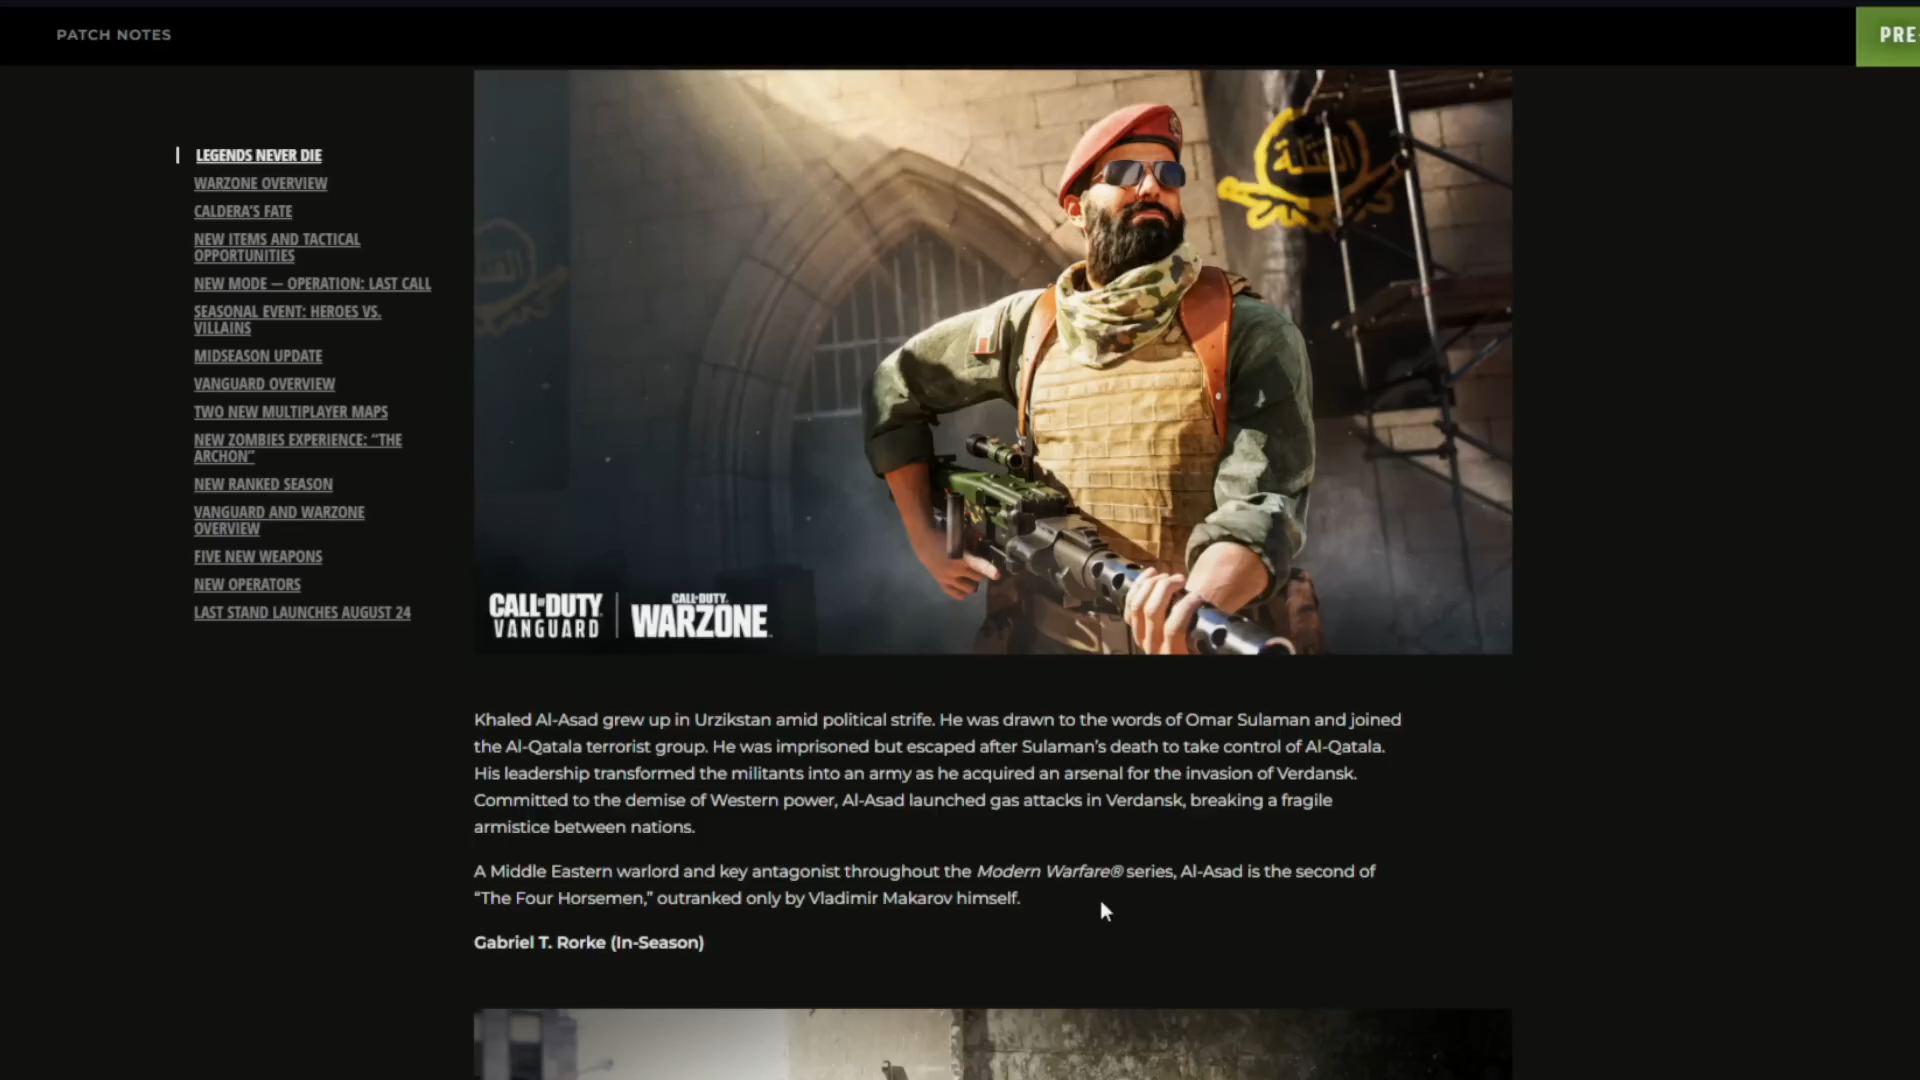 PATCH NOTES
PRE-
LEGENDS NEVER DIE
WARZONE OVERVIEW
CALDERA'S FATE
NEW ITEMS AND TACTICAL
OPPORTUNITIES
NEW MODE — OPERATION: LAST CALL
SEASONAL EVENT: HEROES VS.
VILLAINS
MIDSEASON UPDATE
VANGUARD OVERVIEW
TWO NEW MULTIPLAYER MAPS
NEW ZOMBIES EXPERIENCE: “THE
ARCHON”
NEW RANKED SEASON
VANGUARD AND WARZONE
OVERVIEW
FIVE NEW WEAPONS
NEW OPERATORS
LAST STAND LAUNCHES AUGUST 24
القتلة
CALL OF DUTY
VANGUARD
CALL OF DUTY
WARZONE
Khaled Al-Asad grew up in Urzikstan amid political strife. He was drawn to the words of Omar Sulaman and joined
the Al-Qatala terrorist group. He was imprisoned but escaped after Sulaman’s death to take control of Al-Qatala.
His leadership transformed the militants into an army as he acquired an arsenal for the invasion of Verdansk.
Committed to the demise of Western power, Al-Asad launched gas attacks in Verdansk, breaking a fragile
armistice between nations.
A Middle Eastern warlord and key antagonist throughout the Modern Warfare® series, Al-Asad is the second of
“The Four Horsemen,” outranked only by Vladimir Makarov himself.
Gabriel T. Rorke (In-Season)